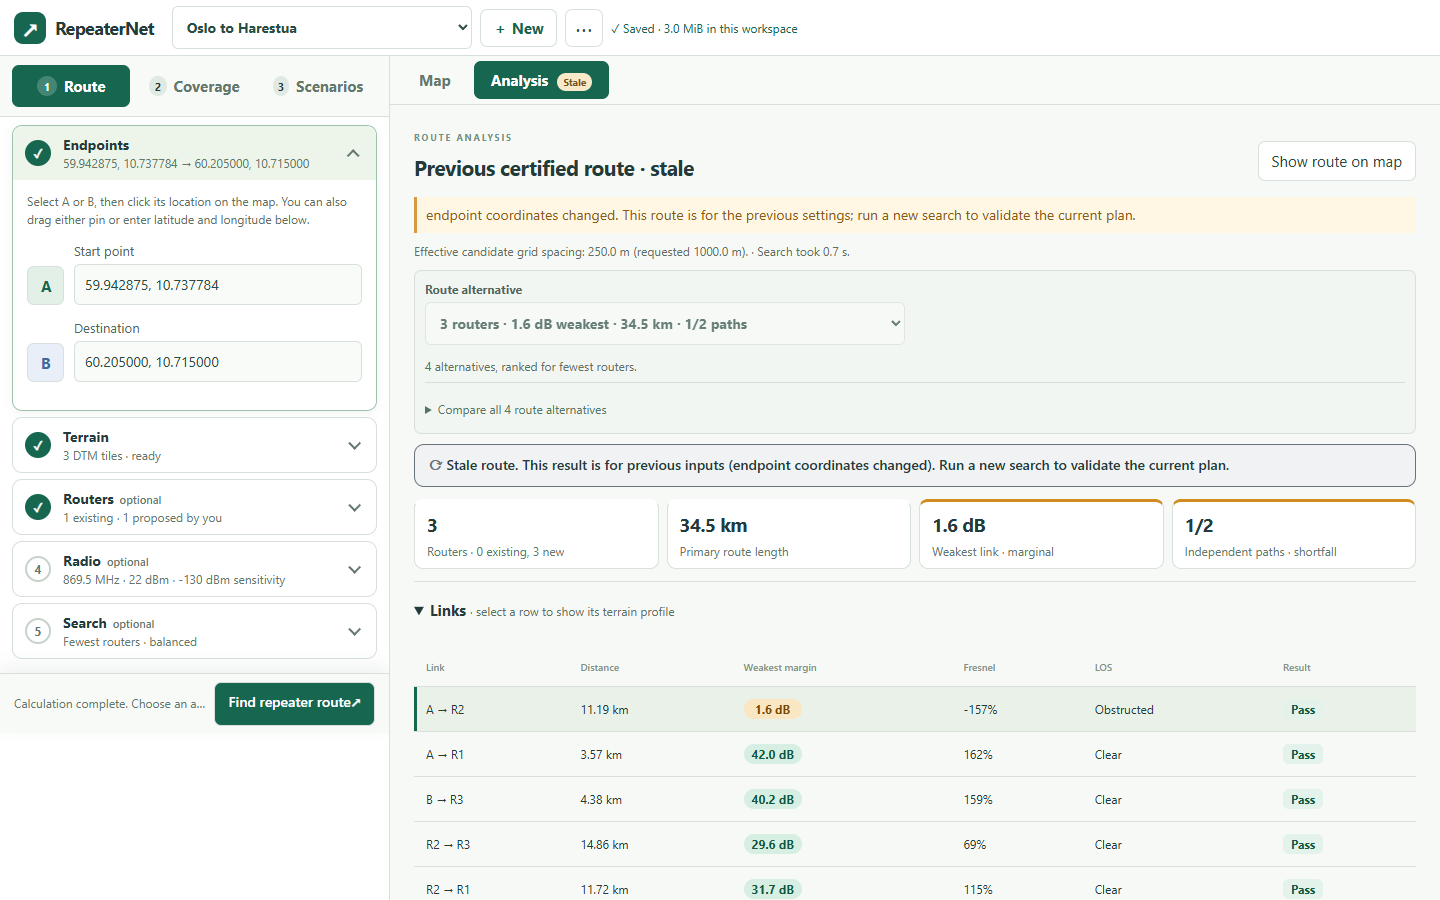 RepeaterNet
Oslo to Harestua
+ New
...
✓ Saved · 3.0 MiB in this workspace
1 Route
2 Coverage
3 Scenarios
Map
Analysis Stale
Endpoints
59.942875, 10.737784 → 60.205000, 10.715000
Select A or B, then click its location on the map. You can also
drag either pin or enter latitude and longitude below.
Start point
A
59.942875, 10.737784
Destination
B
60.205000, 10.715000
Terrain
3 DTM tiles · ready
Routers optional
1 existing · 1 proposed by you
4
Radio optional
869.5 MHz · 22 dBm · -130 dBm sensitivity
5
Search optional
Fewest routers · balanced
Calculation complete. Choose an a...
Find repeater route↗
ROUTE ANALYSIS
Previous certified route · stale
Show route on map
endpoint coordinates changed. This route is for the previous settings; run a new search to validate the current plan.
Effective candidate grid spacing: 250.0 m (requested 1000.0 m). · Search took 0.7 s.
Route alternative
3 routers · 1.6 dB weakest · 34.5 km · 1/2 paths
4 alternatives, ranked for fewest routers.
▶ Compare all 4 route alternatives
⟳ Stale route. This result is for previous inputs (endpoint coordinates changed). Run a new search to validate the current plan.
3
Routers · 0 existing, 3 new
34.5 km
Primary route length
1.6 dB
Weakest link · marginal
1/2
Independent paths · shortfall
▼ Links · select a row to show its terrain profile
Link Distance Weakest margin Fresnel LOS Result
A → R2 11.19 km 1.6 dB -157% Obstructed Pass
A → R1 3.57 km 42.0 dB 162% Clear Pass
B → R3 4.38 km 40.2 dB 159% Clear Pass
R2 → R3 14.86 km 29.6 dB 69% Clear Pass
R2 → R1 11.72 km 31.7 dB 115% Clear Pass